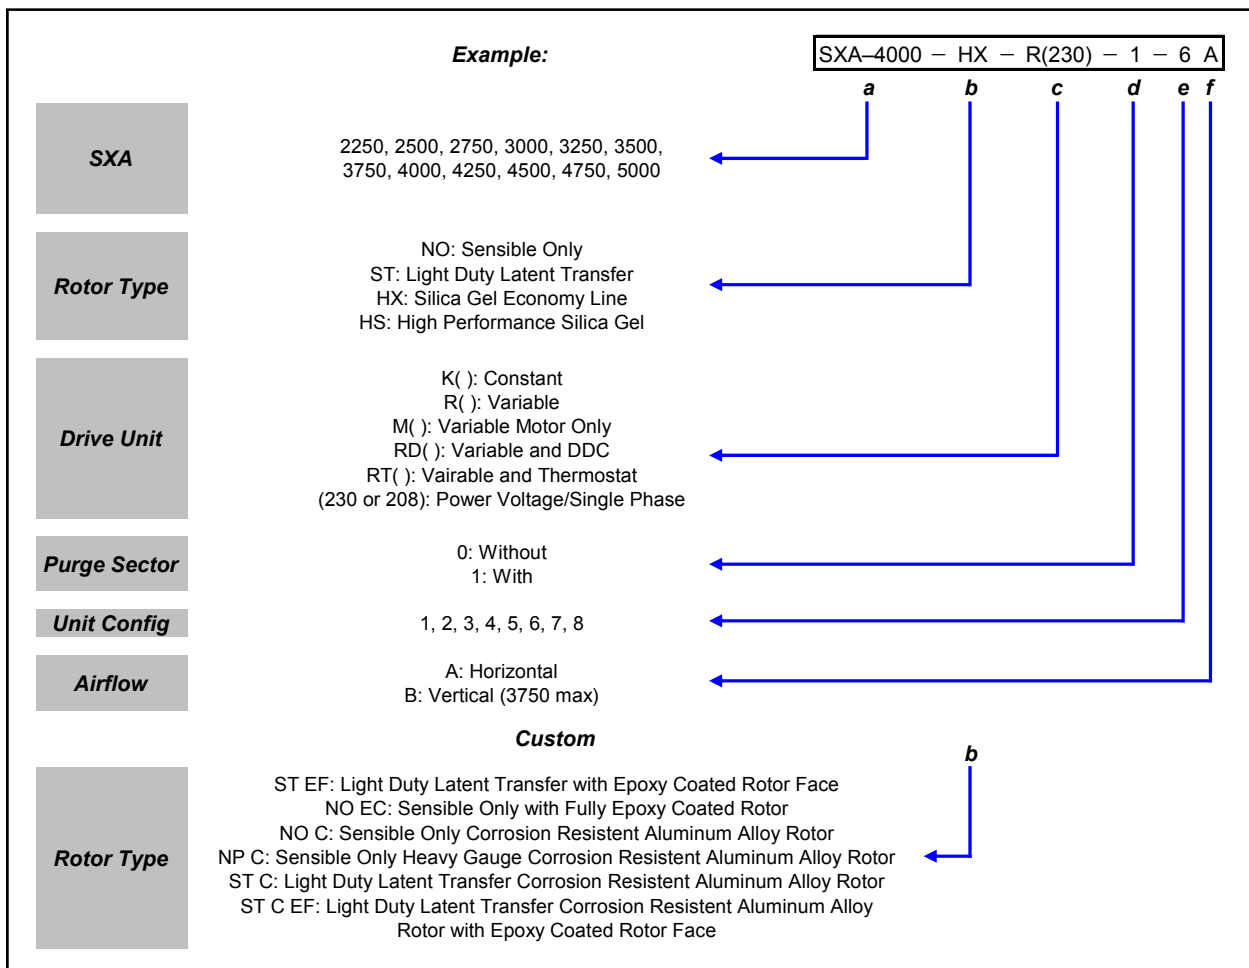 Example:
SXA–4000 – HX – R(230) – 1 – 6 A
a b c d e f
SXA
2250, 2500, 2750, 3000, 3250, 3500,
3750, 4000, 4250, 4500, 4750, 5000
Rotor Type
NO: Sensible Only
ST: Light Duty Latent Transfer
HX: Silica Gel Economy Line
HS: High Performance Silica Gel
Drive Unit
K( ): Constant
R( ): Variable
M( ): Variable Motor Only
RD( ): Variable and DDC
RT( ): Vairable and Thermostat
(230 or 208): Power Voltage/Single Phase
Purge Sector
0: Without
1: With
Unit Config
1, 2, 3, 4, 5, 6, 7, 8
Airflow
A: Horizontal
B: Vertical (3750 max)
Custom
b
Rotor Type
ST EF: Light Duty Latent Transfer with Epoxy Coated Rotor Face
NO EC: Sensible Only with Fully Epoxy Coated Rotor
NO C: Sensible Only Corrosion Resistent Aluminum Alloy Rotor
NP C: Sensible Only Heavy Gauge Corrosion Resistent Aluminum Alloy Rotor
ST C: Light Duty Latent Transfer Corrosion Resistent Aluminum Alloy Rotor
ST C EF: Light Duty Latent Transfer Corrosion Resistent Aluminum Alloy
Rotor with Epoxy Coated Rotor Face